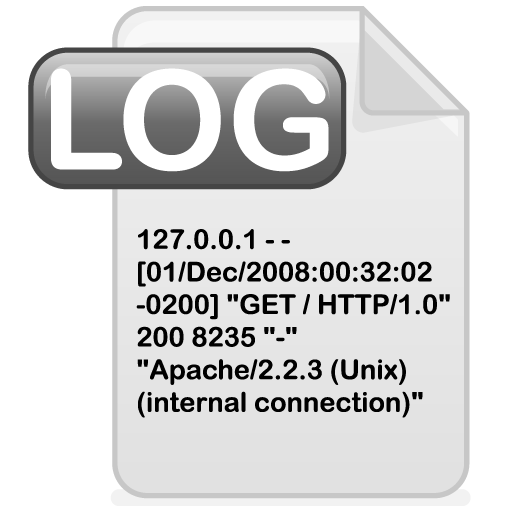 LOG
127.0.0.1 - -
[01/Dec/2008:00:32:02
-0200] "GET / HTTP/1.0"
200 8235 "-"
"Apache/2.2.3 (Unix)
(internal connection)"